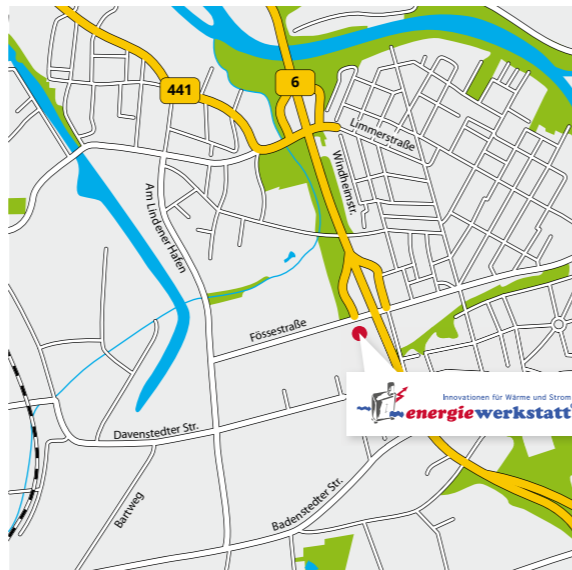 441
6
Limmerstraße
Windheimstr.
Am Lindener Hafen
Fössestraße
Innovationen für Wärme und Strom
energiewerkstatt
Davenstedter Str.
Bartweg
Badenstedter Str.